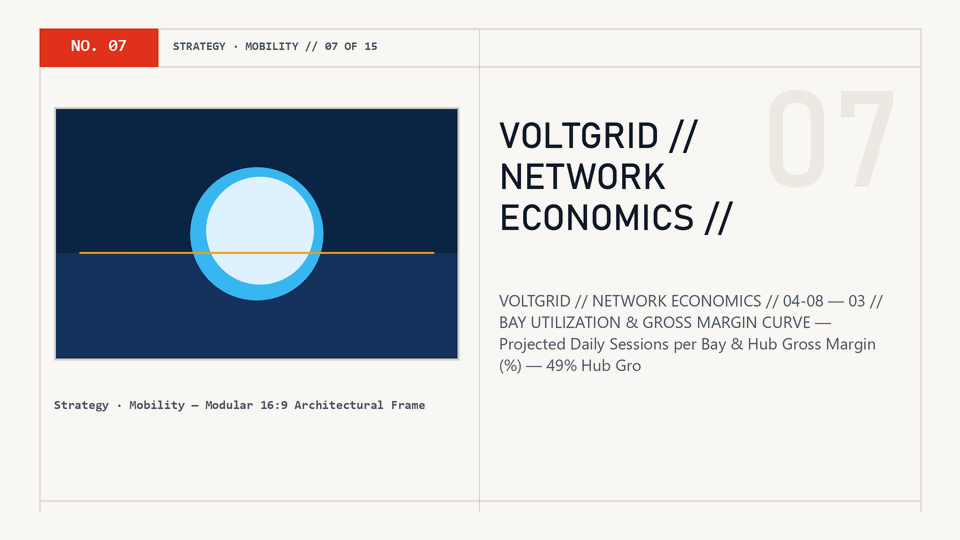 NO. 07
STRATEGY · MOBILITY // 07 OF 15
07
VOLTGRID //
NETWORK
ECONOMICS //
VOLTGRID // NETWORK ECONOMICS // 04-08 — 03 //
BAY UTILIZATION & GROSS MARGIN CURVE —
Projected Daily Sessions per Bay & Hub Gross Margin
(%) — 49% Hub Gro
Strategy · Mobility — Modular 16:9 Architectural Frame